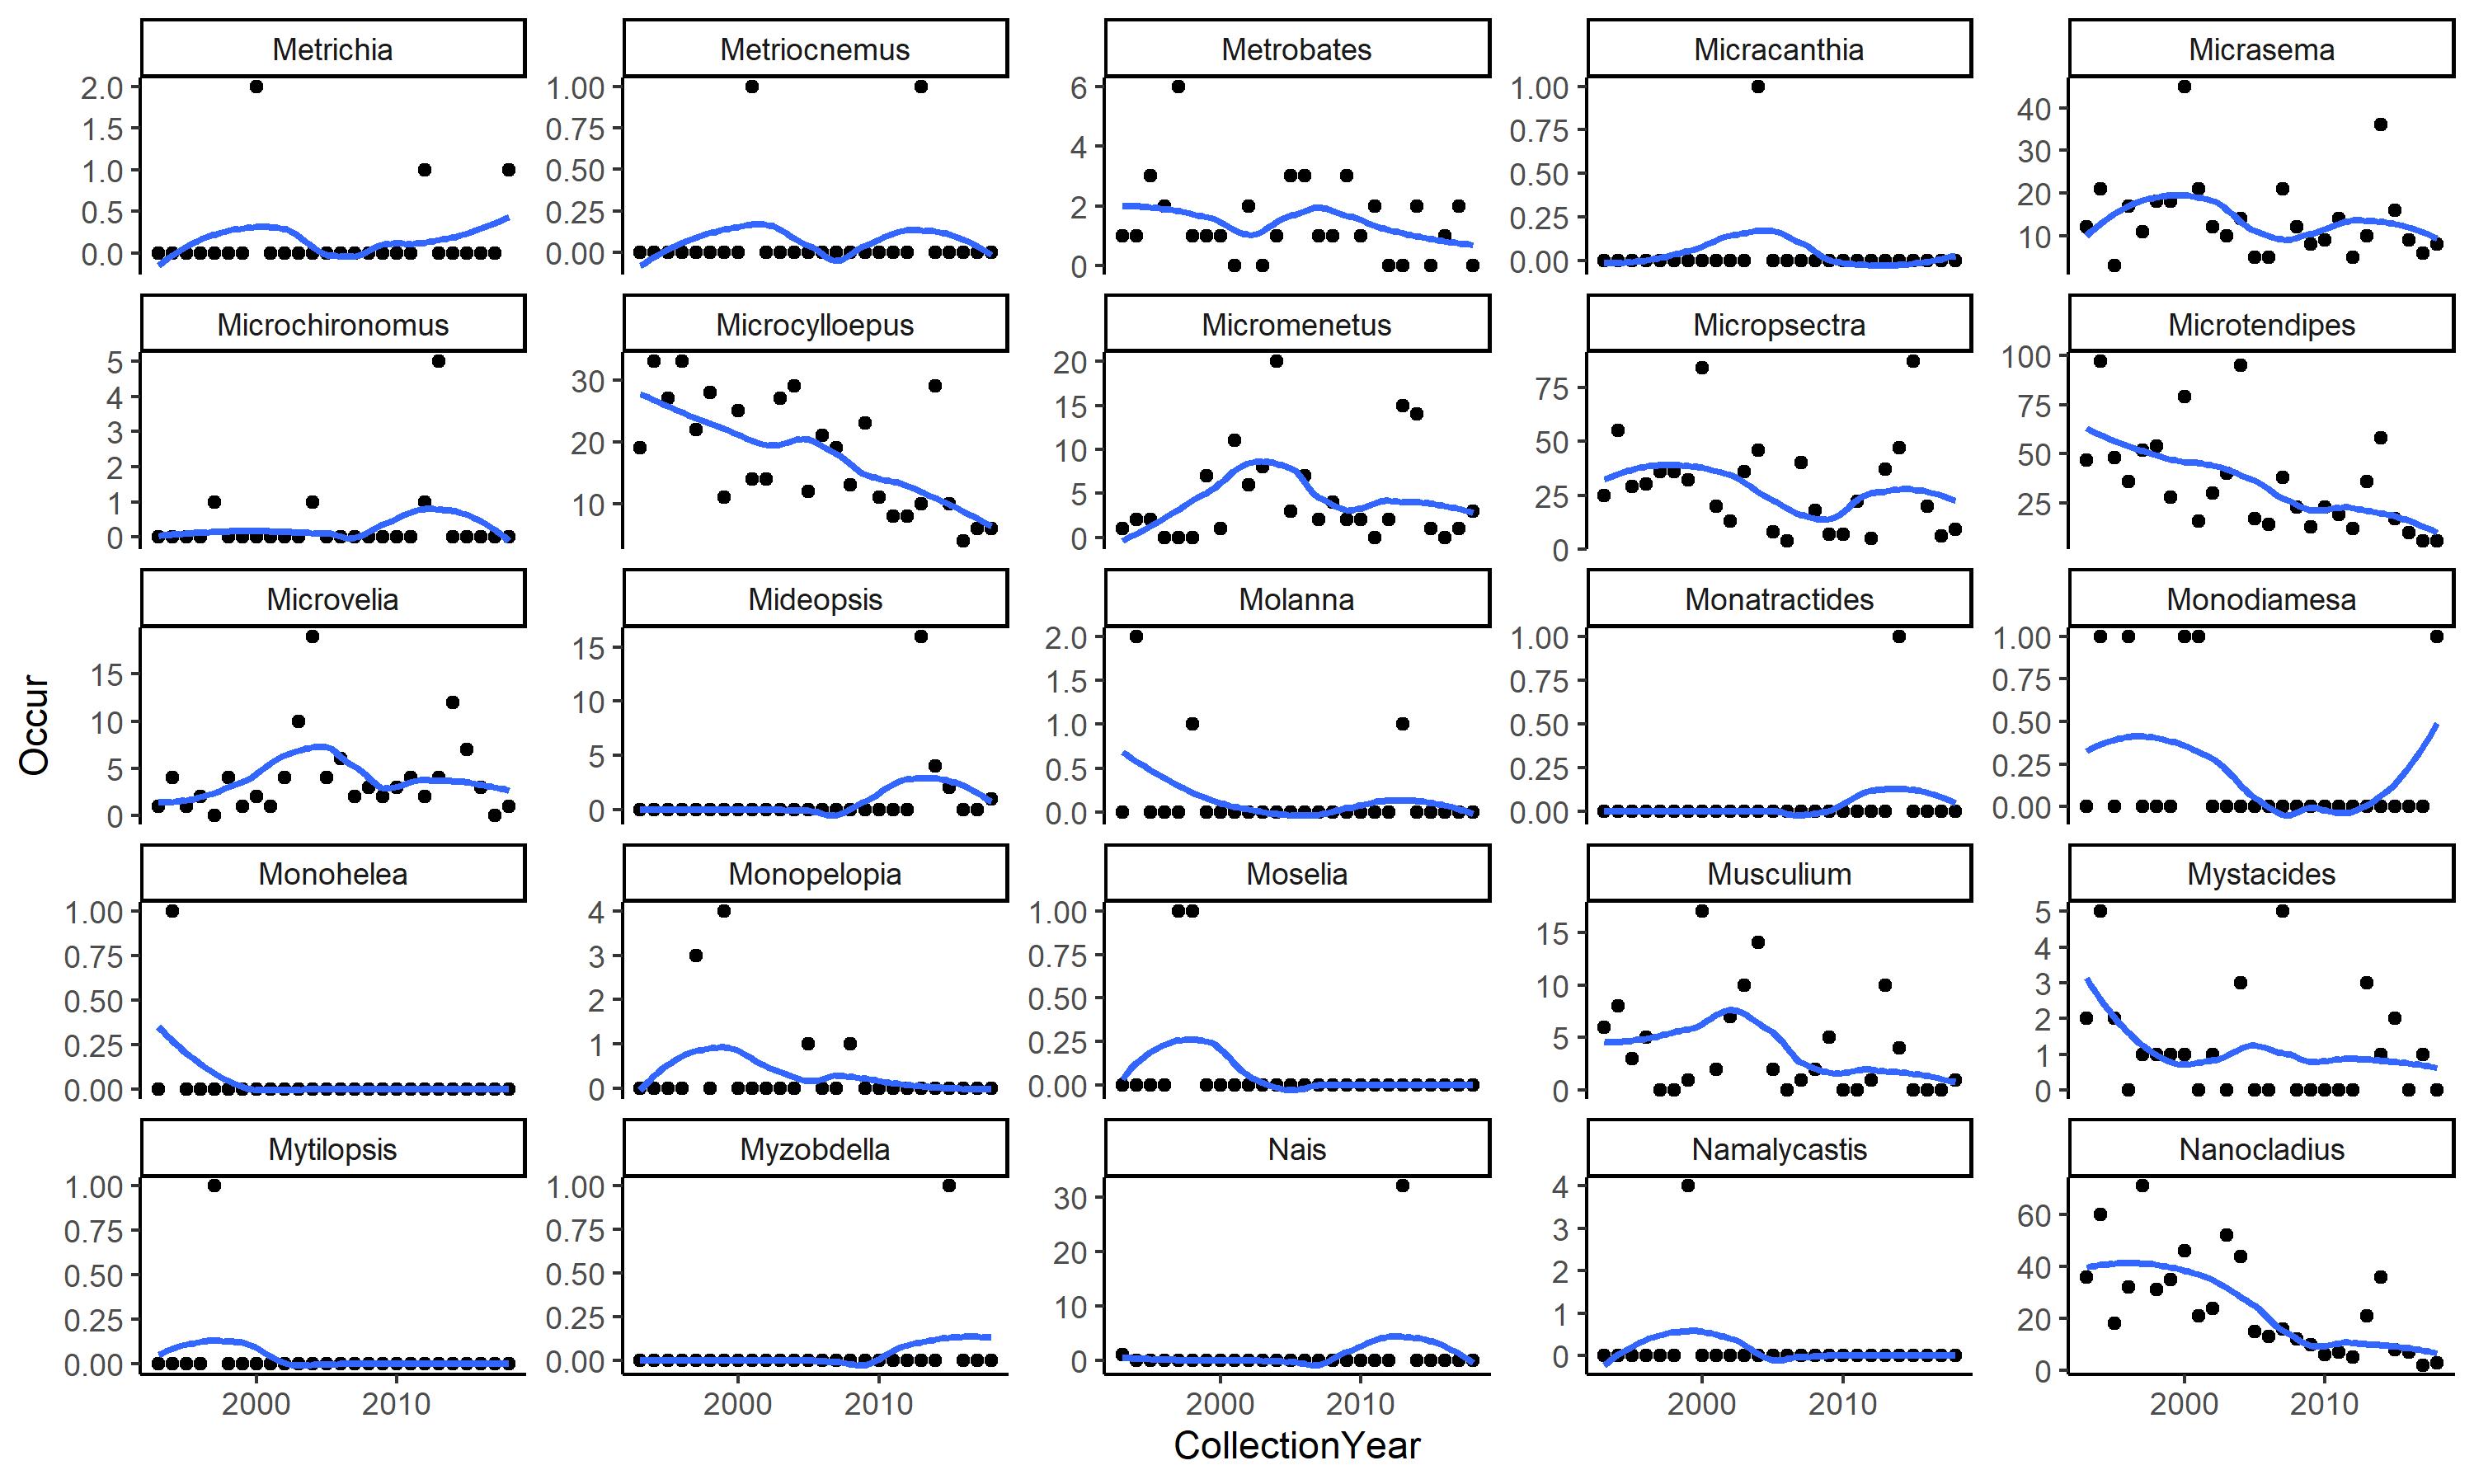 Metrichia Metriocnemus Metrobates Micracanthia Micrasema
2.0 1.5 1.0 0.5 0.0
1.00 0.75 0.50 0.25 0.00
6 4 2 0
1.00 0.75 0.50 0.25 0.00
40 30 20 10
Microchironomus Microcylloepus Micromenetus Micropsectra Microtendipes
5 4 3 2 1 0
30 20 10
20 15 10 5 0
75 50 25 0
100 75 50 25
Microvelia Mideopsis Molanna Monatractides Monodiamesa
15 10 5 0
15 10 5 0
2.0 1.5 1.0 0.5 0.0
1.00 0.75 0.50 0.25 0.00
1.00 0.75 0.50 0.25 0.00
Occur
Monohelea Monopelopia Moselia Musculium Mystacides
1.00 0.75 0.50 0.25 0.00
4 3 2 1 0
1.00 0.75 0.50 0.25 0.00
15 10 5 0
5 4 3 2 1 0
Mytilopsis Myzobdella Nais Namalycastis Nanocladius
1.00 0.75 0.50 0.25 0.00
1.00 0.75 0.50 0.25 0.00
30 20 10 0
4 3 2 1 0
60 40 20 0
2000 2010 2000 2010 2000 2010 2000 2010 2000 2010
CollectionYear